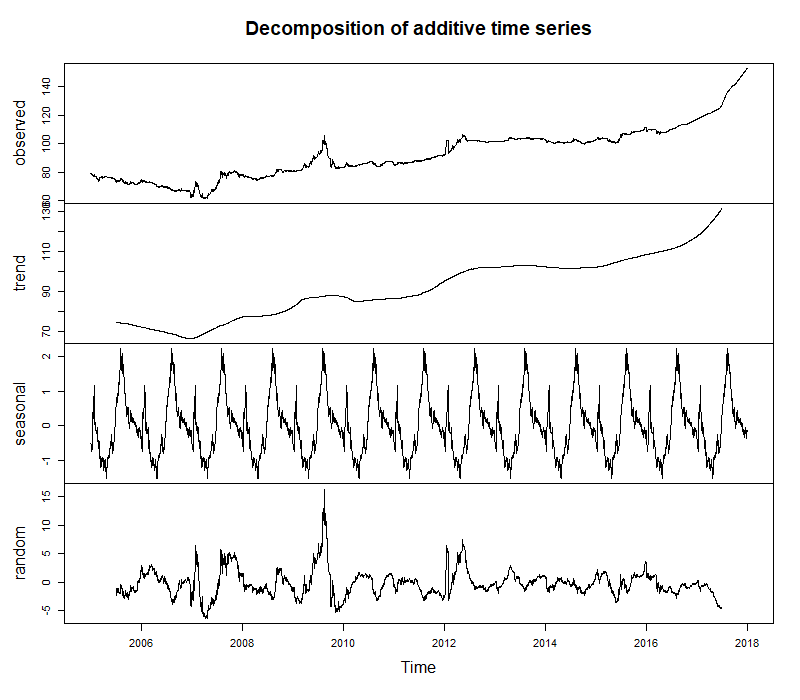 Decomposition of additive time series
observed
60 80 100 120 140
trend
70 90 110 130
seasonal
-1 0 1 2
random
-5 0 5 10 15
2006 2008 2010 2012 2014 2016 2018
Time